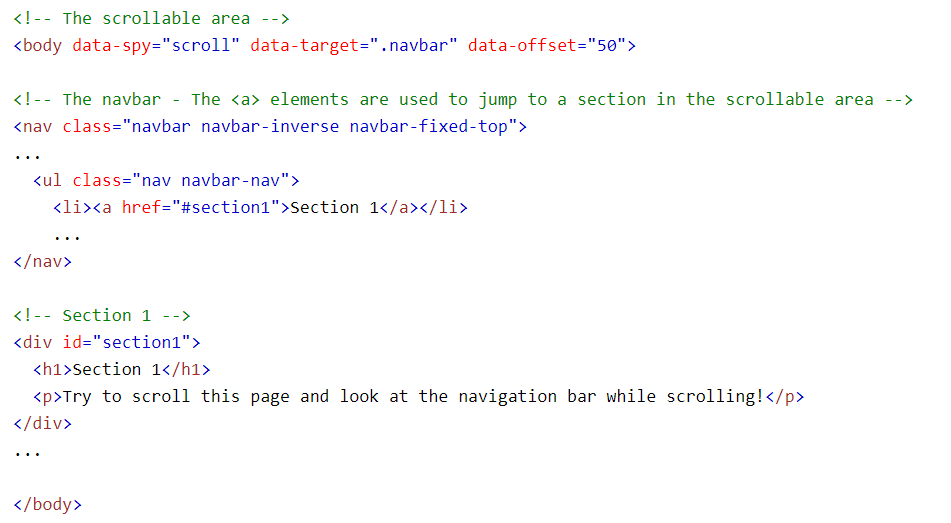 <!-- The scrollable area -->
<body data-spy="scroll" data-target=".navbar" data-offset="50">

<!-- The navbar - The <a> elements are used to jump to a section in the scrollable area -->
<nav class="navbar navbar-inverse navbar-fixed-top">
...
  <ul class="nav navbar-nav">
    <li><a href="#section1">Section 1</a></li>
    ...
</nav>

<!-- Section 1 -->
<div id="section1">
  <h1>Section 1</h1>
  <p>Try to scroll this page and look at the navigation bar while scrolling!</p>
</div>
...

</body>